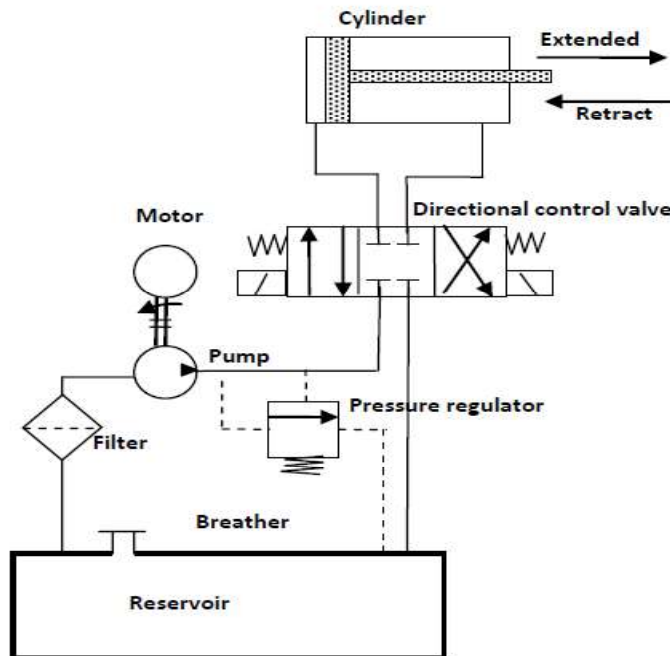 Cylinder
Extended
Retract
Motor
Directional control valve
Pump
Pressure regulator
Filter
Breather
Reservoir